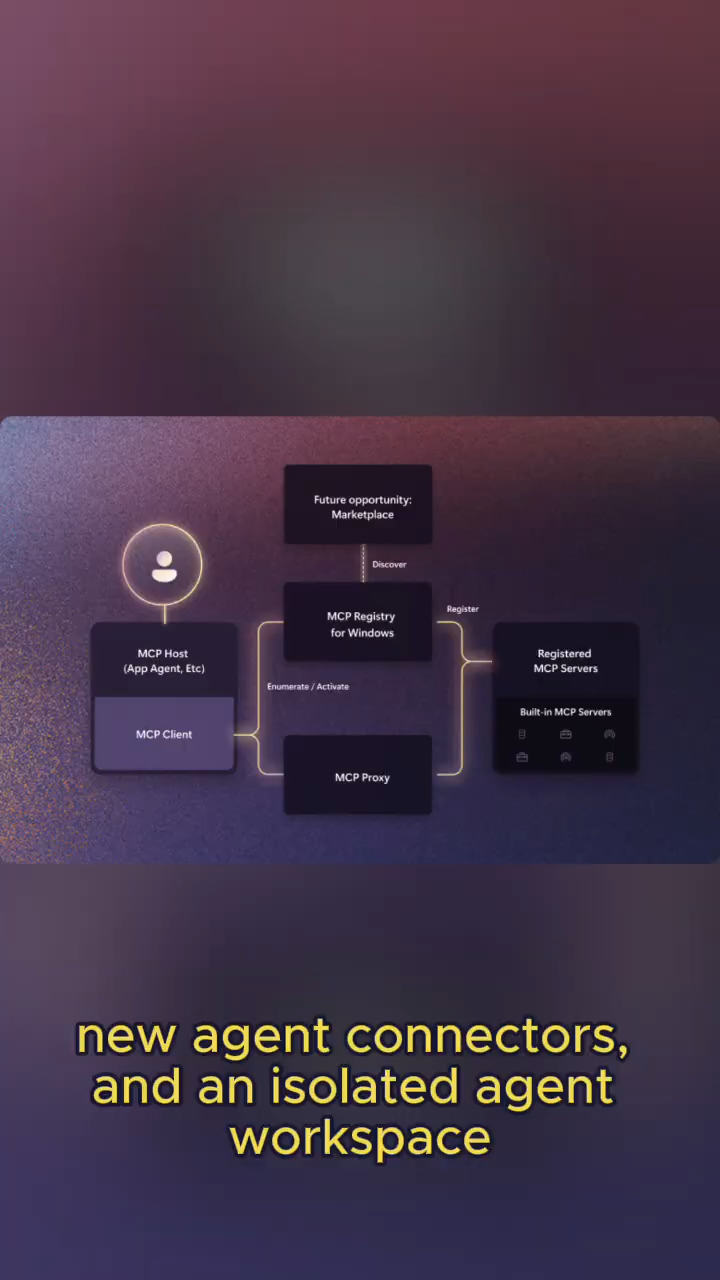 Future opportunity:
Marketplace
Discover
MCP Registry
for Windows
Register
MCP Host
(App Agent, Etc)
Registered
MCP Servers
Enumerate / Activate
Built-in MCP Servers
MCP Client
MCP Proxy
new agent connectors,
and an isolated agent
workspace